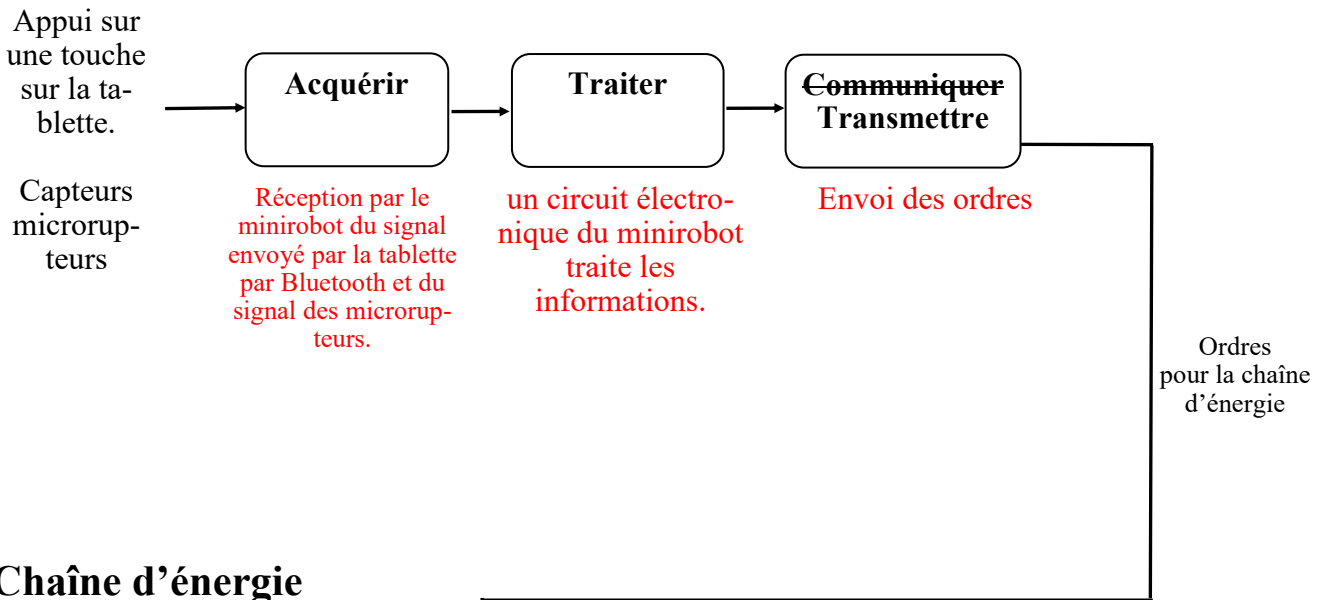 Appui sur
une touche
sur la ta-
blette.
Capteurs
microrup-
teurs
Acquérir
Réception par le
minirobot du signal
envoyé par la tablette
par Bluetooth et du
signal des microrup-
teurs.
Traiter
un circuit électro-
nique du minirobot
traite les
informations.
Communiquer
Transmettre
Envoi des ordres
Ordres
pour la chaîne
d’énergie
Chaîne d’énergie